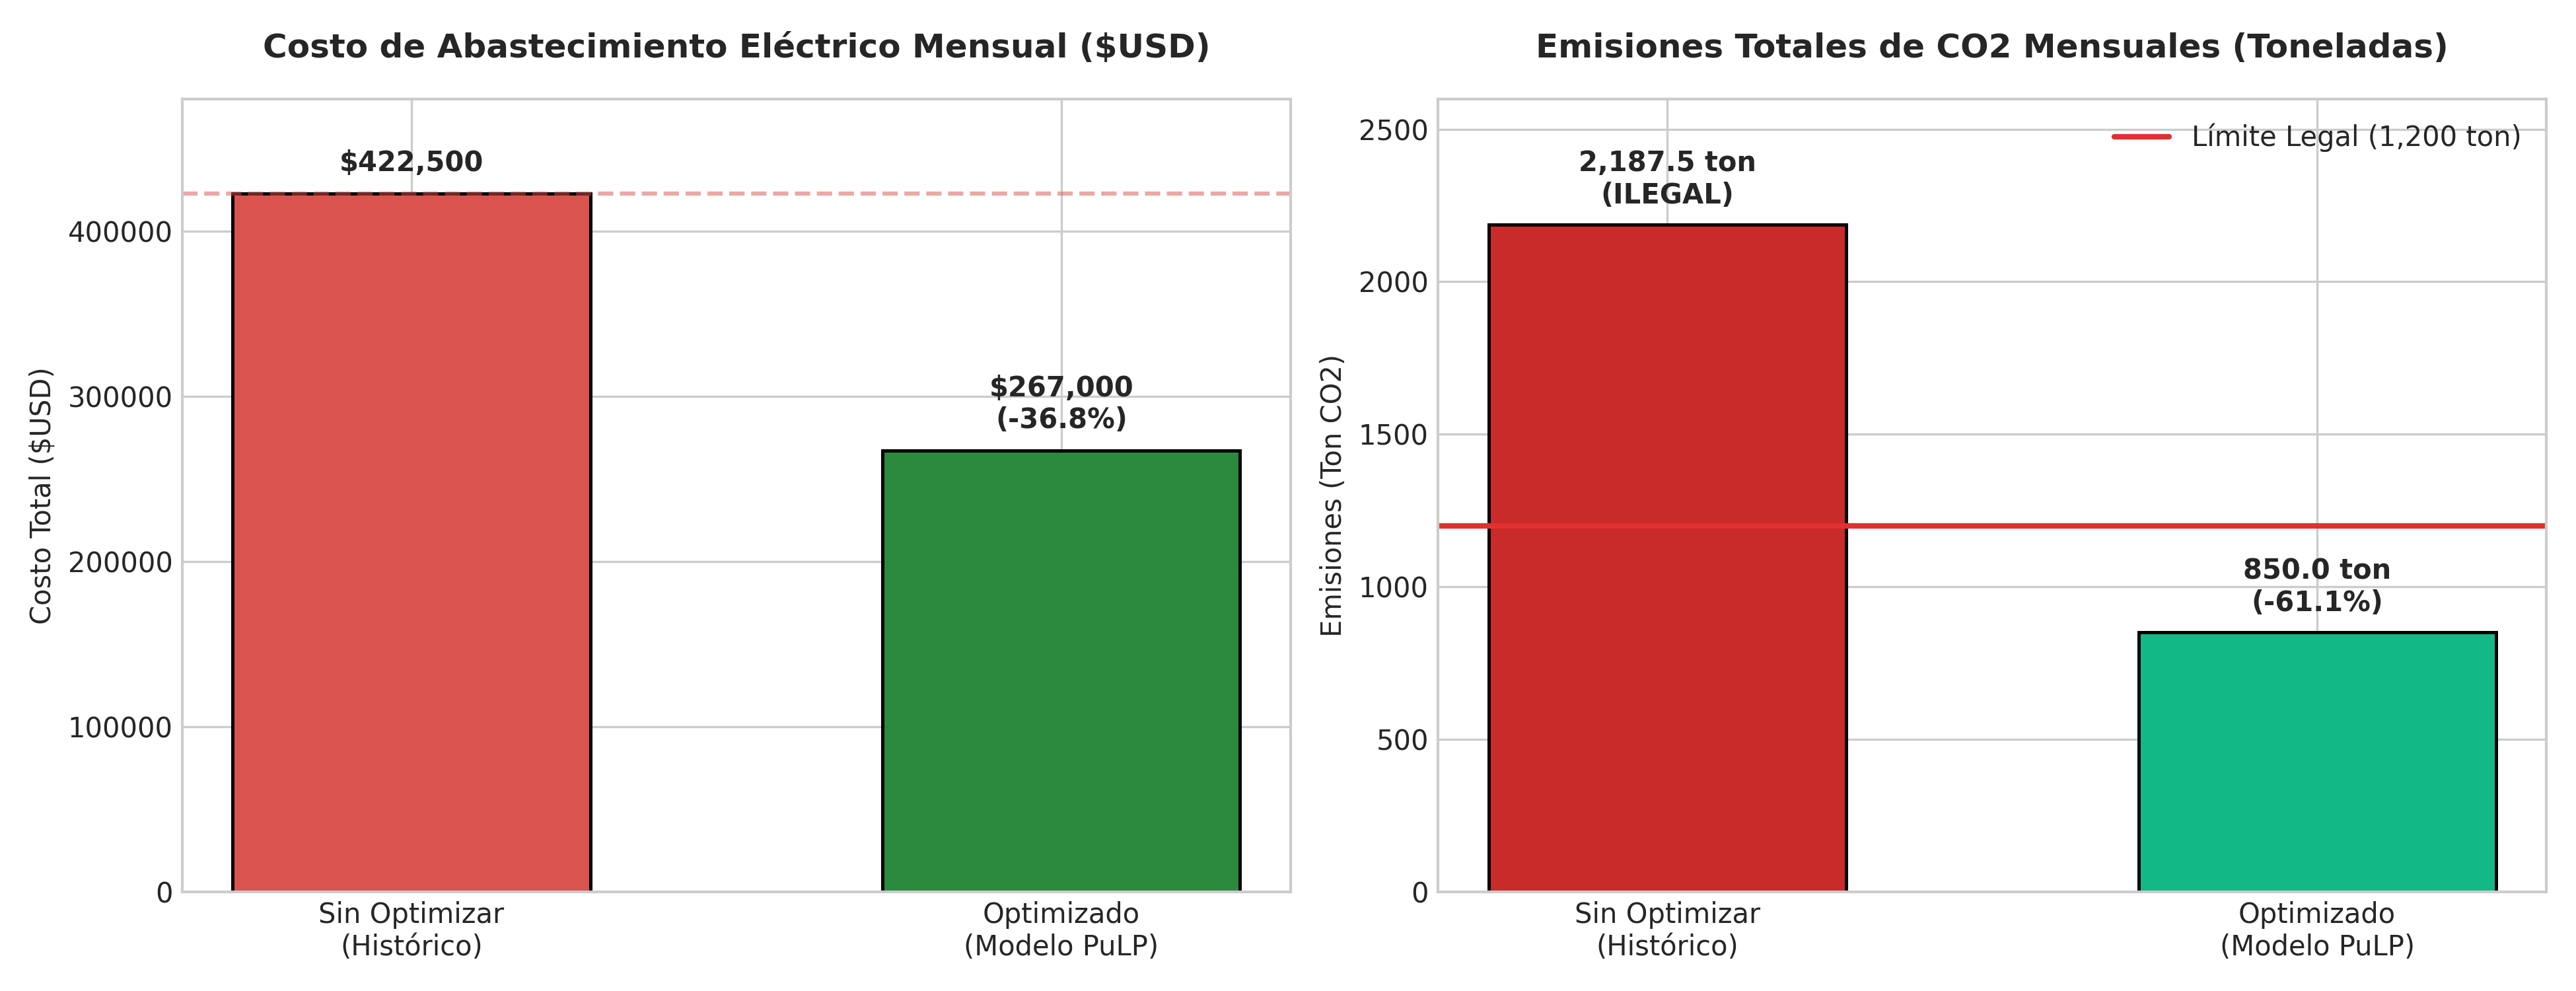 Costo de Abastecimiento Eléctrico Mensual ($USD)
Costo Total ($USD)
400000
300000
200000
100000
0
$422,500
$267,000
(-36.8%)
Sin Optimizar
(Histórico)
Optimizado
(Modelo PuLP)
Emisiones Totales de CO2 Mensuales (Toneladas)
Emisiones (Ton CO2)
2500
2000
1500
1000
500
0
Límite Legal (1,200 ton)
2,187.5 ton
(ILEGAL)
850.0 ton
(-61.1%)
Sin Optimizar
(Histórico)
Optimizado
(Modelo PuLP)